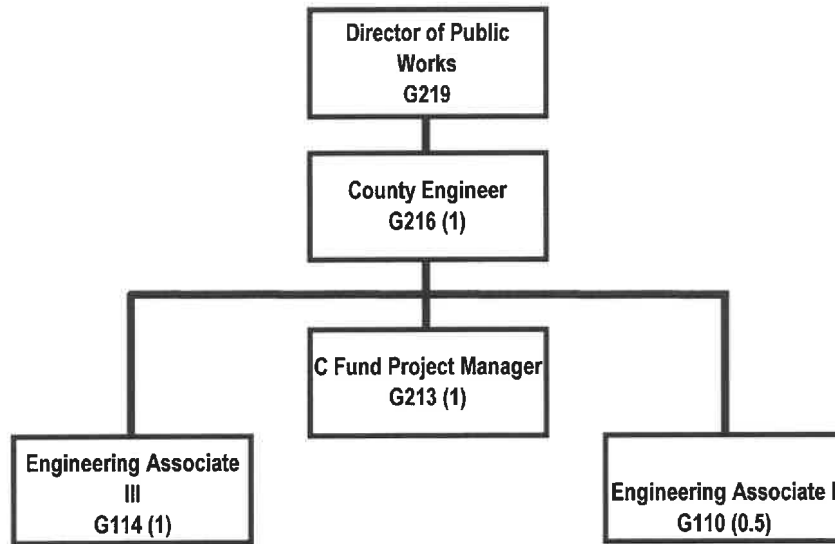 Director of Public
Works
G219
County Engineer
G216 (1)
C Fund Project Manager
G213 (1)
Engineering Associate
III
G114 (1)
Engineering Associate
G110 (0.5)